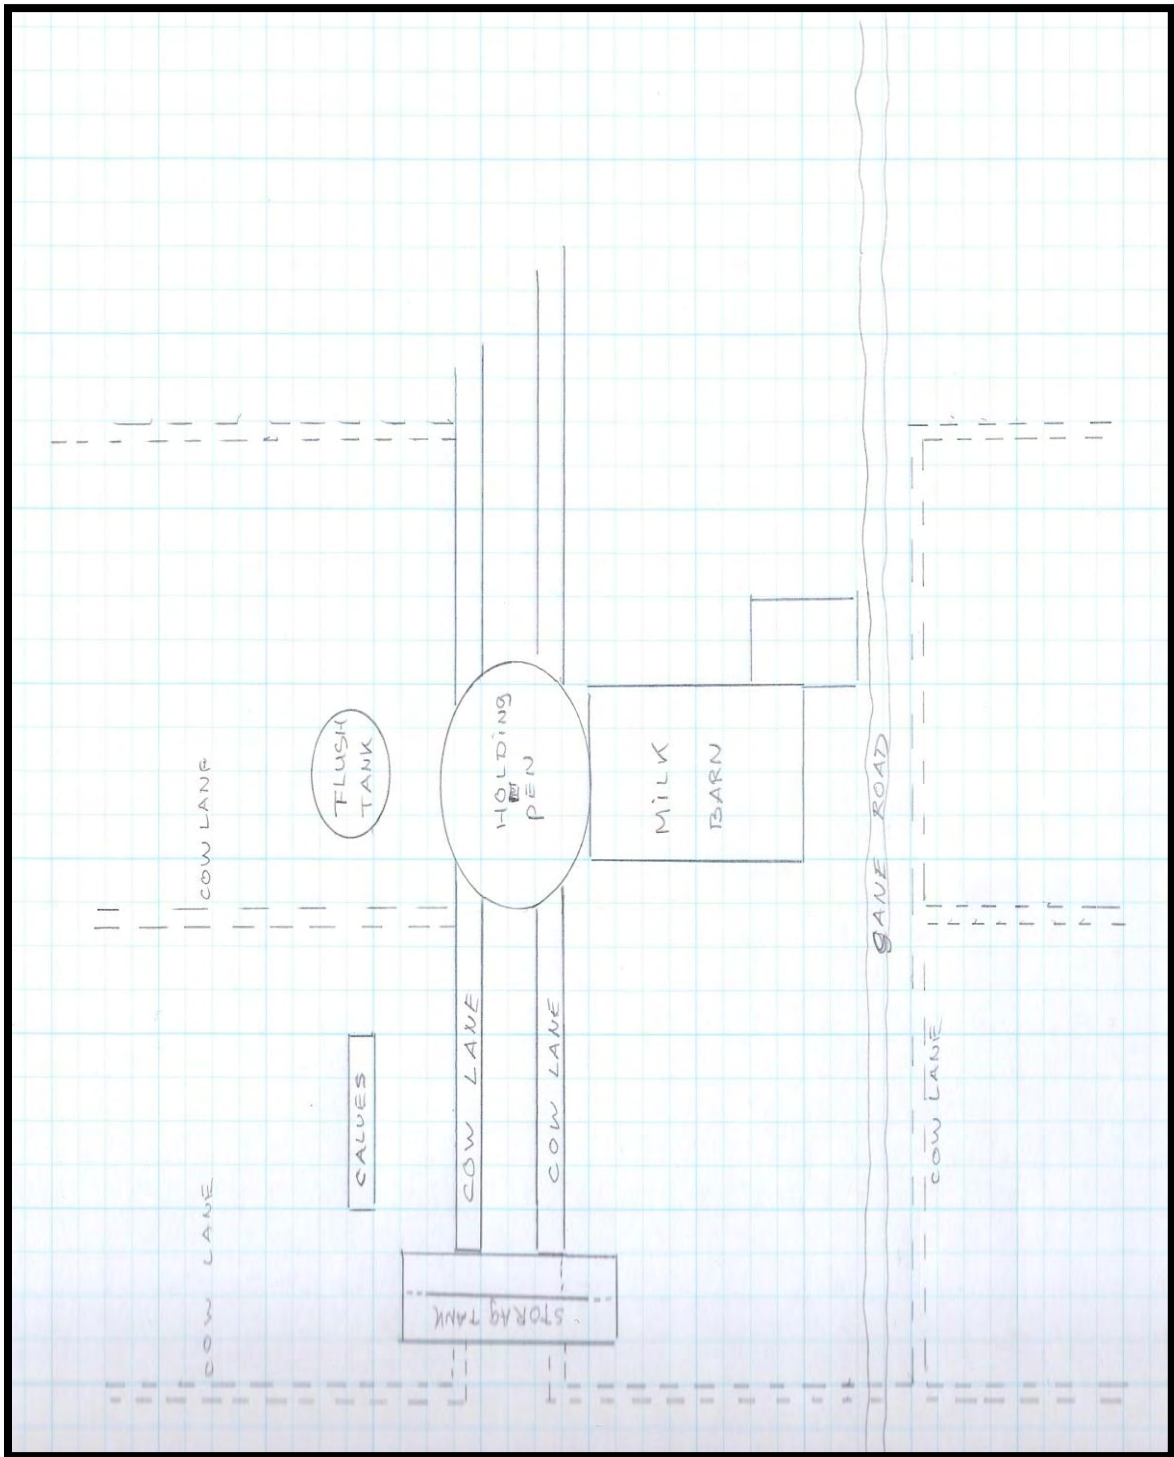 COW LANE
COW LANE
CALVES
FLUSH
TANK
STORAg TANK
COW LANE
COW LANE
HOLDiNg
PEN
MiLK
BARN
ROAD
COW LANE